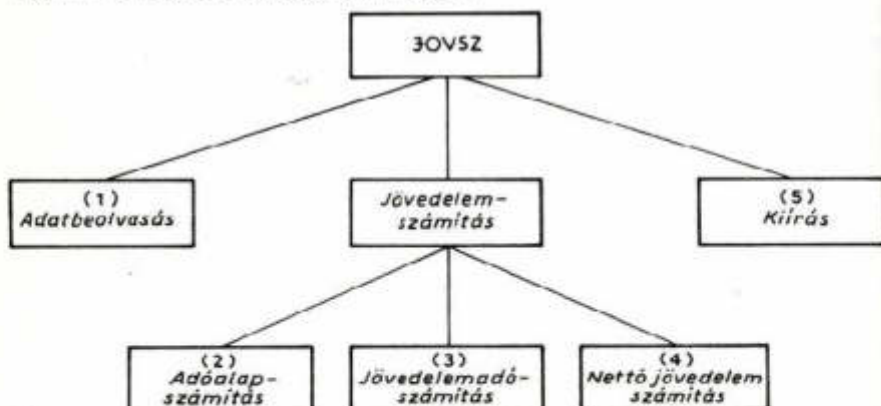 JOVSZ
(1)
Adatbeolvasás
Jövedelem-
számítás
(5)
Kiírás
(2)
Adóalap-
számítás
(3)
Jövedelemadó-
számítás
(4)
Nettó jövedelem
számítás